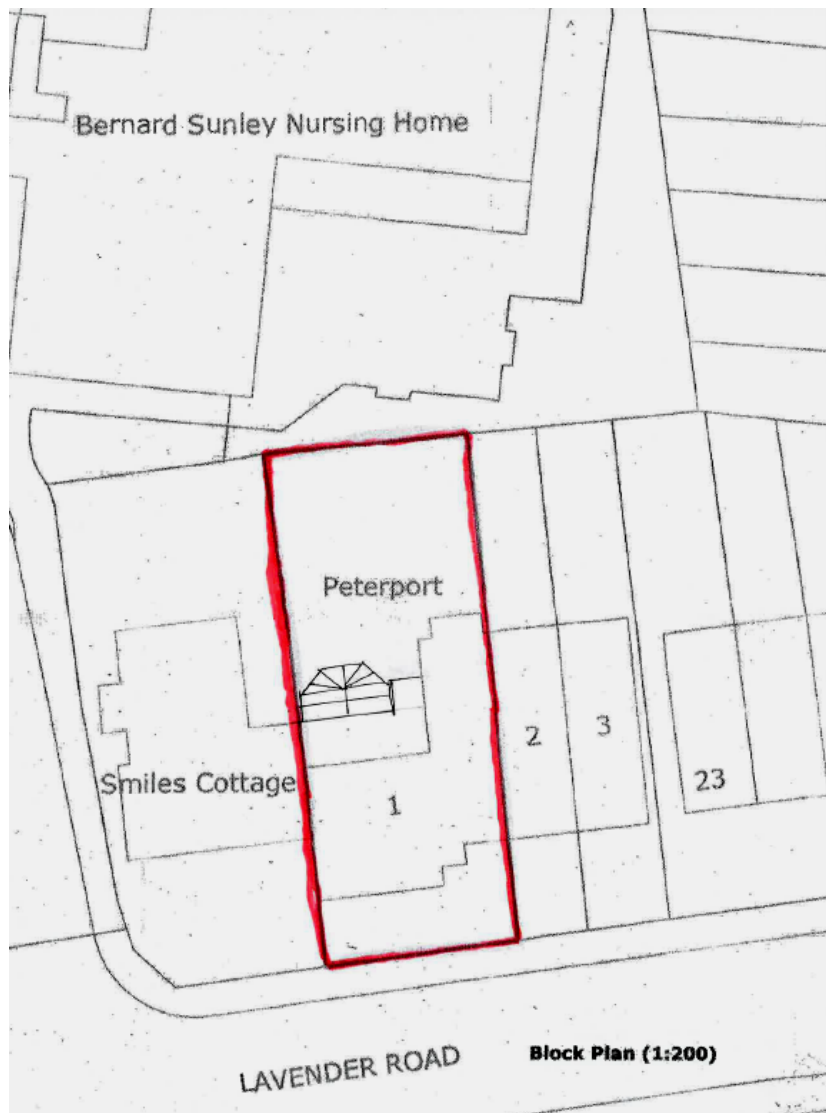 Bernard Sunley Nursing Home
Peterport
2
3
23
Smiles Cottage
1
LAVENDER ROAD
Block Plan (1:200)